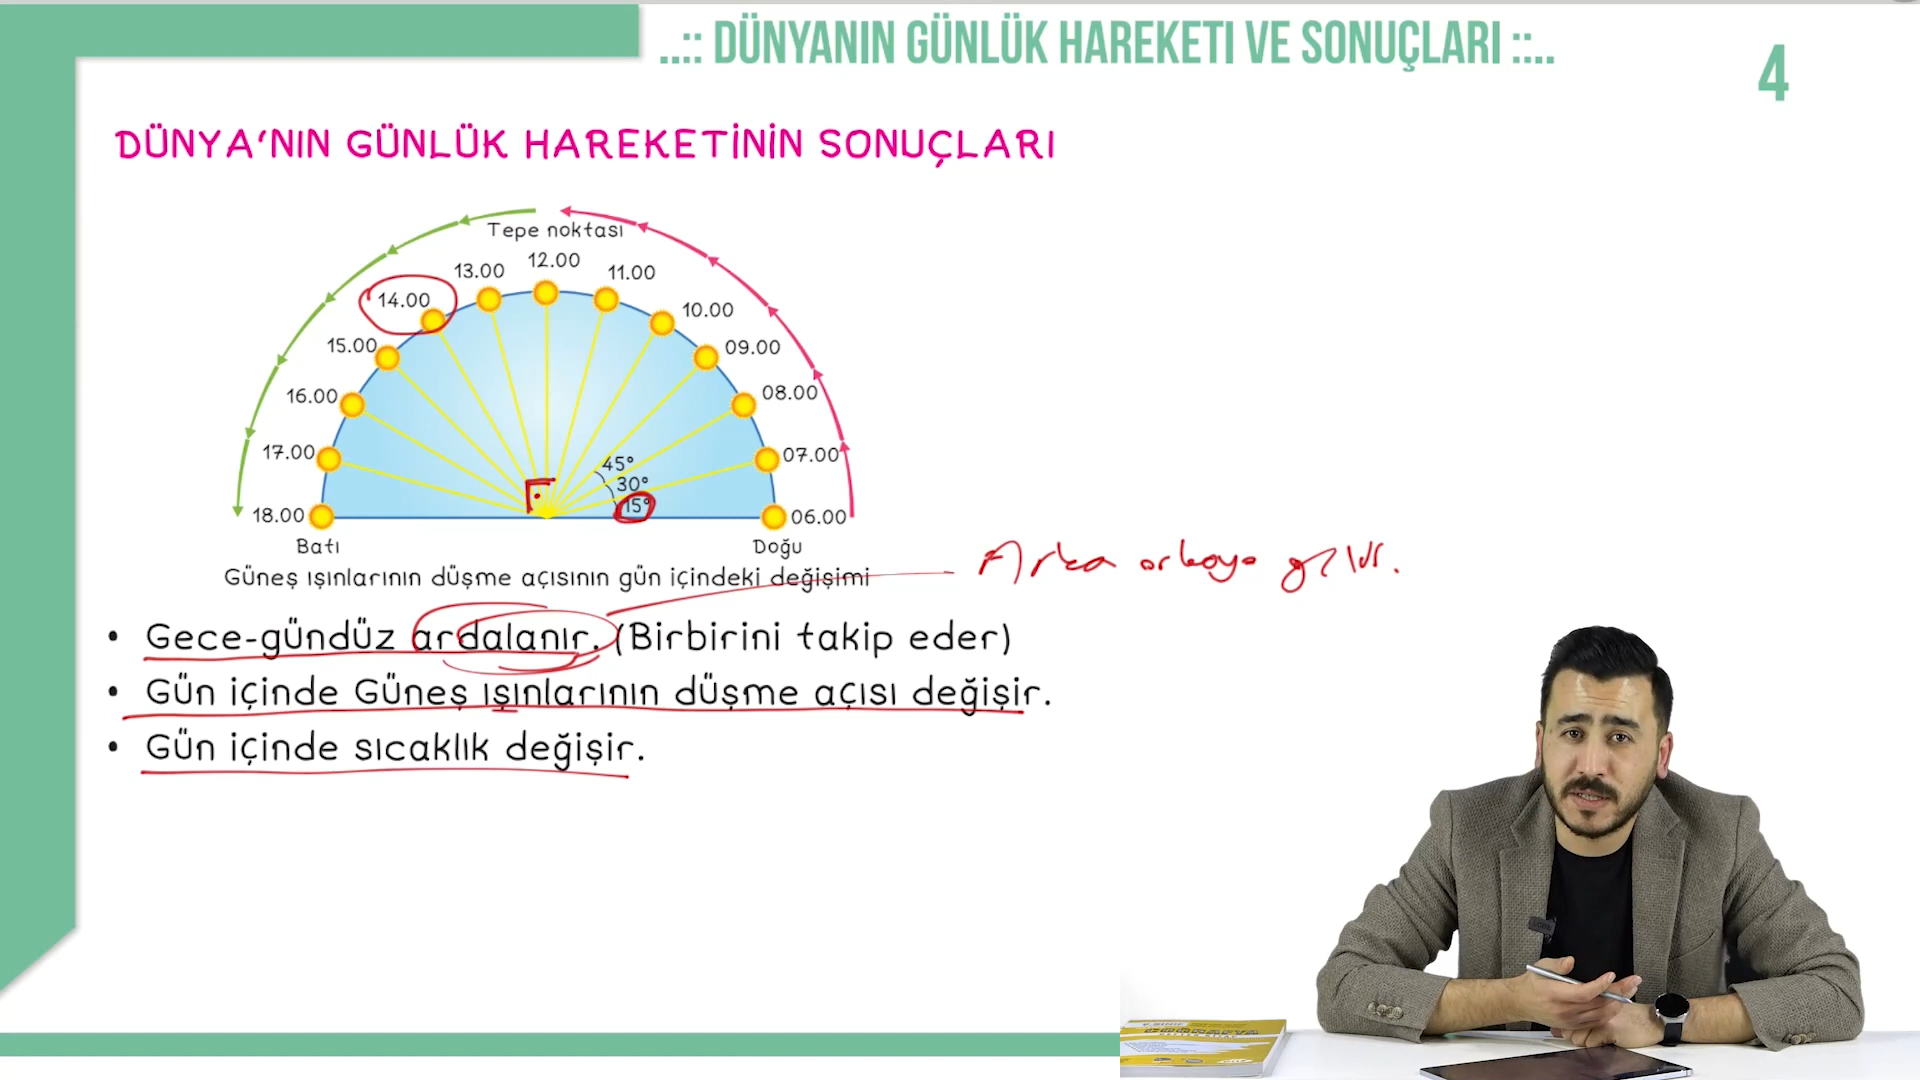 ..:: DÜNYANIN GÜNLÜK HAREKETI VE SONUÇLARI ::..
4
DÜNYA'NIN GÜNLÜK HAREKETİNİN SONUÇLARI
Tepe noktası
12.00
13.00
11.00
14.00
10.00
15.00
09.00
16.00
08.00
17.00
07.00
45°
30°
15°
18.00
06.00
Batı
Doğu
Güneş ışınlarının düşme açısının gün içindeki değişimi
Arka arkaya gelir.
• Gece-gündüz ardalanır. (Birbirini takip eder)
• Gün içinde Güneş ışınlarının düşme açısı değişir.
• Gün içinde sıcaklık değişir.